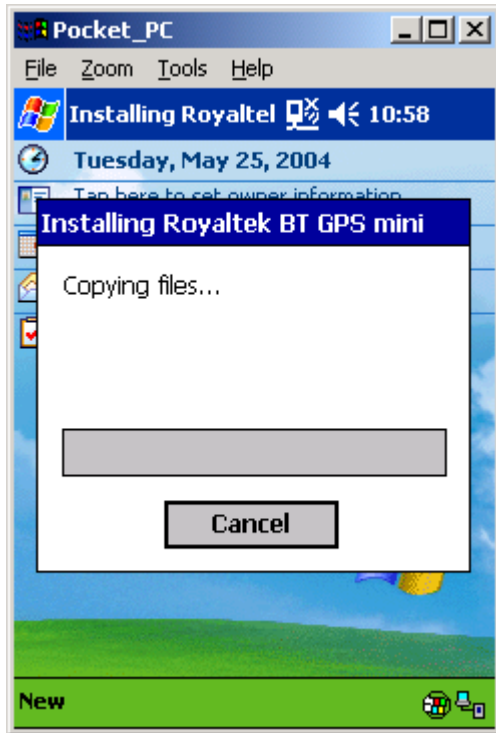 Pocket_PC
File Zoom Tools Help
Installing Royaltel 10:58
Tuesday, May 25, 2004
Tap here to set owner information
Installing Royaltek BT GPS mini
Copying files...
Cancel
New